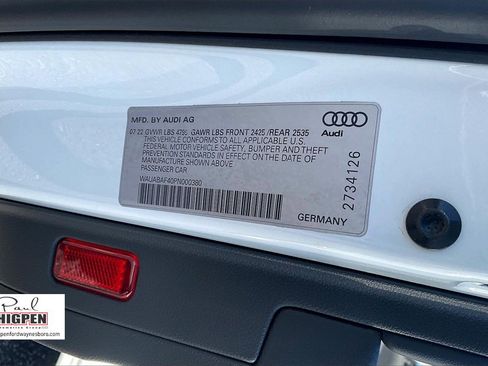 MFD. BY AUDI AG
07 22 GVWR LBS 4795 GAWR LBS FRONT 2425 /REAR 2535
THIS VEHICLE CONFORMS TO ALL APPLICABLE U.S.
FEDERAL MOTOR VEHICLE SAFETY, BUMPER AND THEFT
PREVENTION STANDARDS IN EFFECT ON THE DATE OF
MANUFACTURE SHOWN ABOVE
PASSENGER CAR
WAUABAF40PN000380
Audi
2734126
GERMANY
Paul
HIGPEN
penfordwaynesboro.com